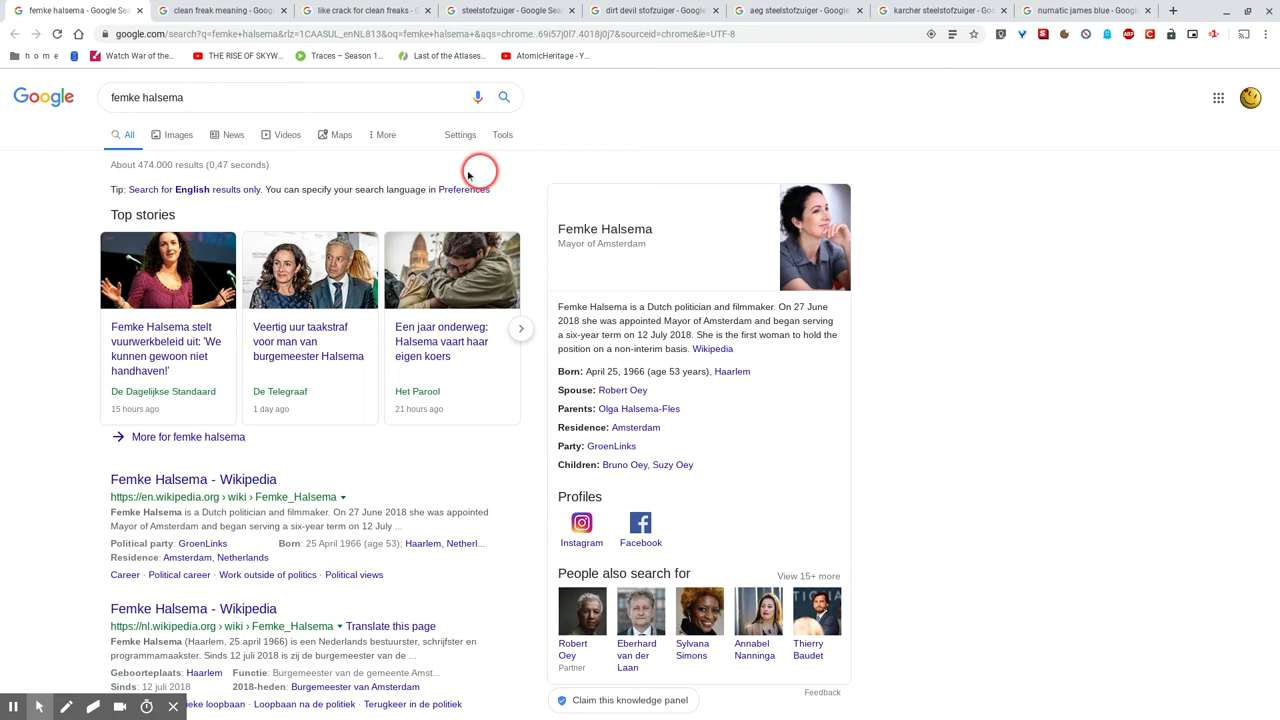 femke halsema - Google Sea
clean freak meaning - Goog
like crack for clean freaks - G
steelstofzuiger - Google Sea
dirt devil stofzuiger - Google
aeg steelstofzuiger - Google
karcher steelstofzuiger - Goo
numatic james blue - Google
google.com/search?q=femke+halsema&rlz=1CAASUL_enNL813&oq=femke+halsema+&aqs=chrome..69i57j0l7.4018j0j7&sourceid=chrome&ie=UTF-8
h o m e
Watch War of the...
THE RISE OF SKYW...
Traces – Season 1...
Last of the Atlases...
AtomicHeritage - Y...
Google
femke halsema
All
Images
News
Videos
Maps
More
Settings
Tools
About 474.000 results (0,47 seconds)
Tip: Search for English results only. You can specify your search language in Preferences
Top stories
Femke Halsema stelt
vuurwerkbeleid uit: 'We
kunnen gewoon niet
handhaven!'
De Dagelijkse Standaard
15 hours ago
Veertig uur taakstraf
voor man van
burgemeester Halsema
De Telegraaf
1 day ago
Een jaar onderweg:
Halsema vaart haar
eigen koers
Het Parool
21 hours ago
More for femke halsema
Femke Halsema - Wikipedia
https://en.wikipedia.org › wiki › Femke_Halsema
Femke Halsema is a Dutch politician and filmmaker. On 27 June 2018 she was appointed
Mayor of Amsterdam and began serving a six-year term on 12 July ...
Political party: GroenLinks
Born: 25 April 1966 (age 53); Haarlem, Netherl...
Residence: Amsterdam, Netherlands
Career · Political career · Work outside of politics · Political views
Femke Halsema - Wikipedia
https://nl.wikipedia.org › wiki › Femke_Halsema Translate this page
Femke Halsema (Haarlem, 25 april 1966) is een Nederlands bestuurster, schrijfster en
programmamaakster. Sinds 12 juli 2018 is zij de burgemeester van de ...
Geboorteplaats: Haarlem
Functie: Burgemeester van de gemeente Amst...
Sinds: 12 juli 2018
2018-heden: Burgemeester van Amsterdam
ieke loopbaan · Loopbaan na de politiek · Terugkeer in de politiek
Femke Halsema
Mayor of Amsterdam
Femke Halsema is a Dutch politician and filmmaker. On 27 June
2018 she was appointed Mayor of Amsterdam and began serving
a six-year term on 12 July 2018. She is the first woman to hold the
position on a non-interim basis. Wikipedia
Born: April 25, 1966 (age 53 years), Haarlem
Spouse: Robert Oey
Parents: Olga Halsema-Fles
Residence: Amsterdam
Party: GroenLinks
Children: Bruno Oey, Suzy Oey
Profiles
Instagram
Facebook
People also search for
View 15+ more
Robert
Oey
Partner
Eberhard
van der
Laan
Sylvana
Simons
Annabel
Nanninga
Thierry
Baudet
Feedback
Claim this knowledge panel